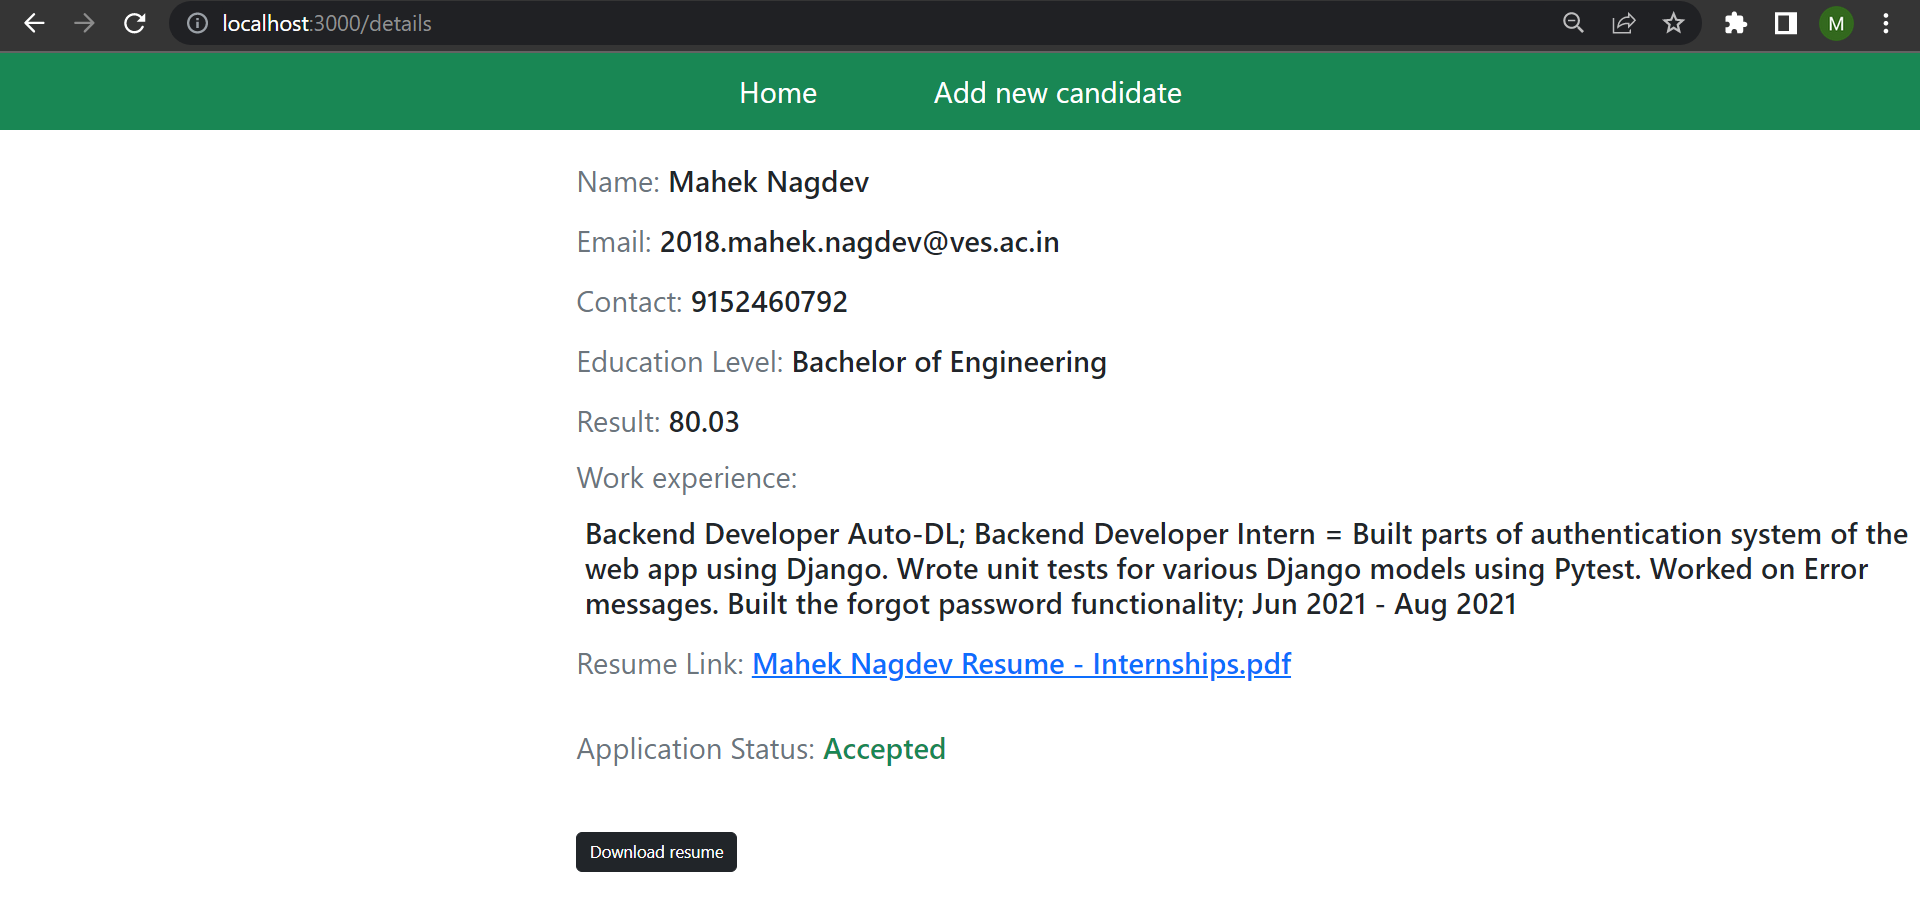 localhost:3000/details
M
Home Add new candidate
Name: Mahek Nagdev
Email: 2018.mahek.nagdev@ves.ac.in
Contact: 9152460792
Education Level: Bachelor of Engineering
Result: 80.03
Work experience:
Backend Developer Auto-DL; Backend Developer Intern = Built parts of authentication system of the
web app using Django. Wrote unit tests for various Django models using Pytest. Worked on Error
messages. Built the forgot password functionality; Jun 2021 - Aug 2021
Resume Link: Mahek Nagdev Resume - Internships.pdf
Application Status: Accepted
Download resume